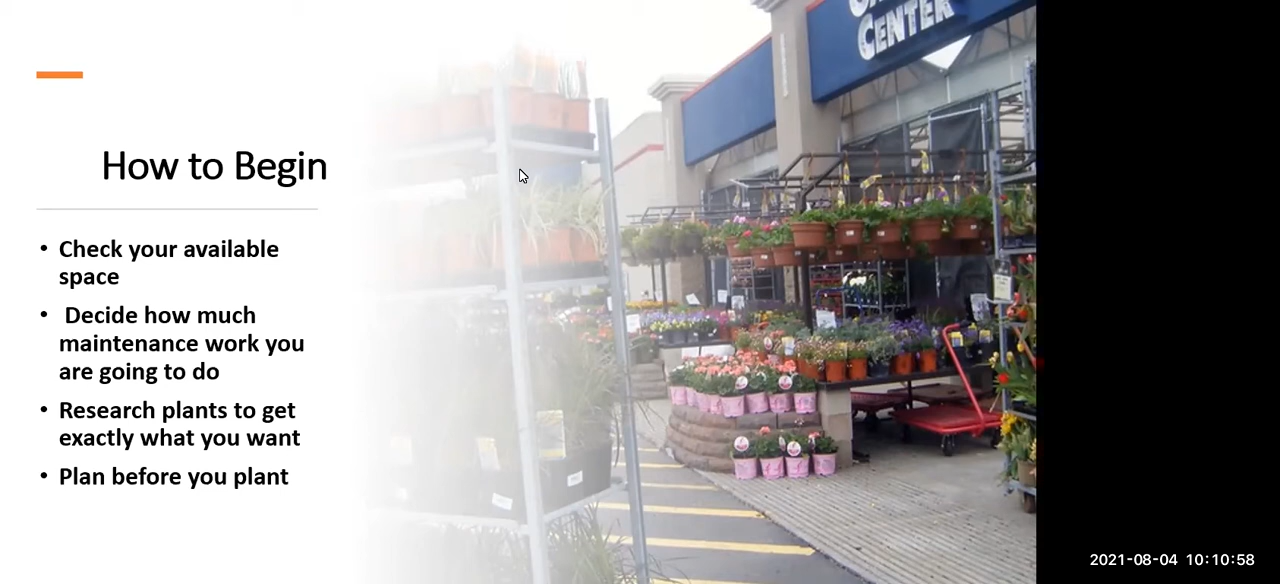 CENTER
How to Begin
• Check your available
space
• Decide how much
maintenance work you
are going to do
• Research plants to get
exactly what you want
• Plan before you plant
2021-08-04 10:10:58